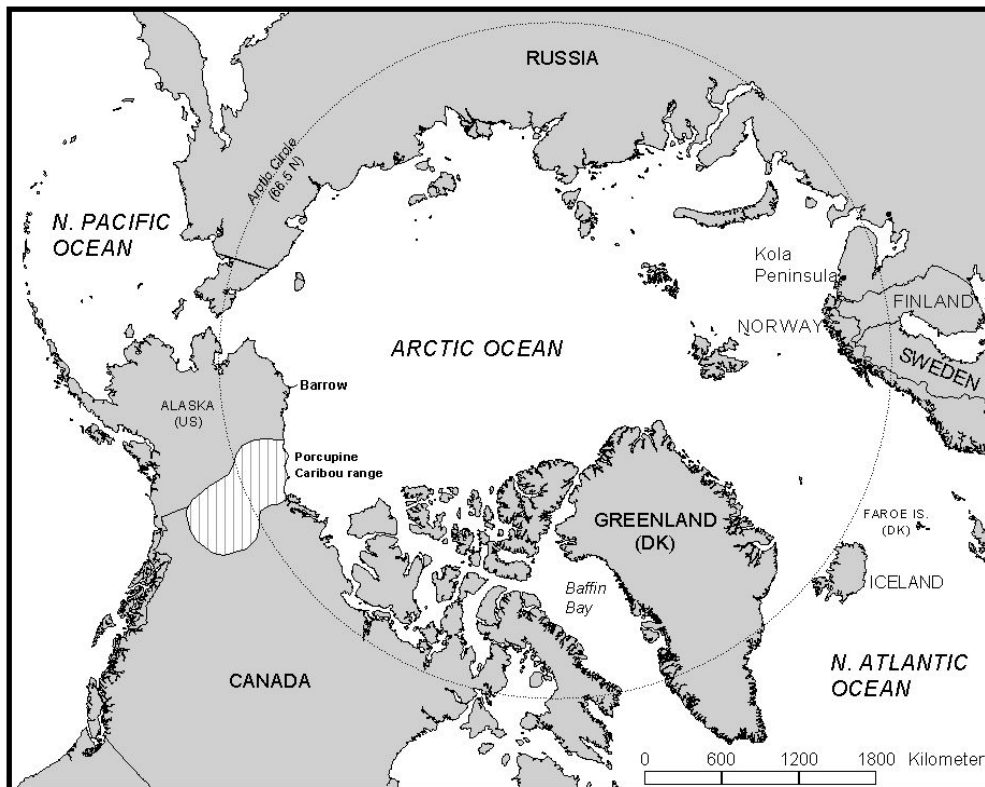 RUSSIA
Arctic Circle
(66.5 N)
N. PACIFIC
OCEAN
Kola
Peninsula
FINLAND
NORWAY
SWEDEN
ARCTIC OCEAN
Barrow
ALASKA
(US)
Porcupine
Caribou range
GREENLAND
(DK)
FAROE IS.
(DK)
ICELAND
Baffin
Bay
CANADA
N. ATLANTIC
OCEAN
0 600 1200 1800 Kilometer